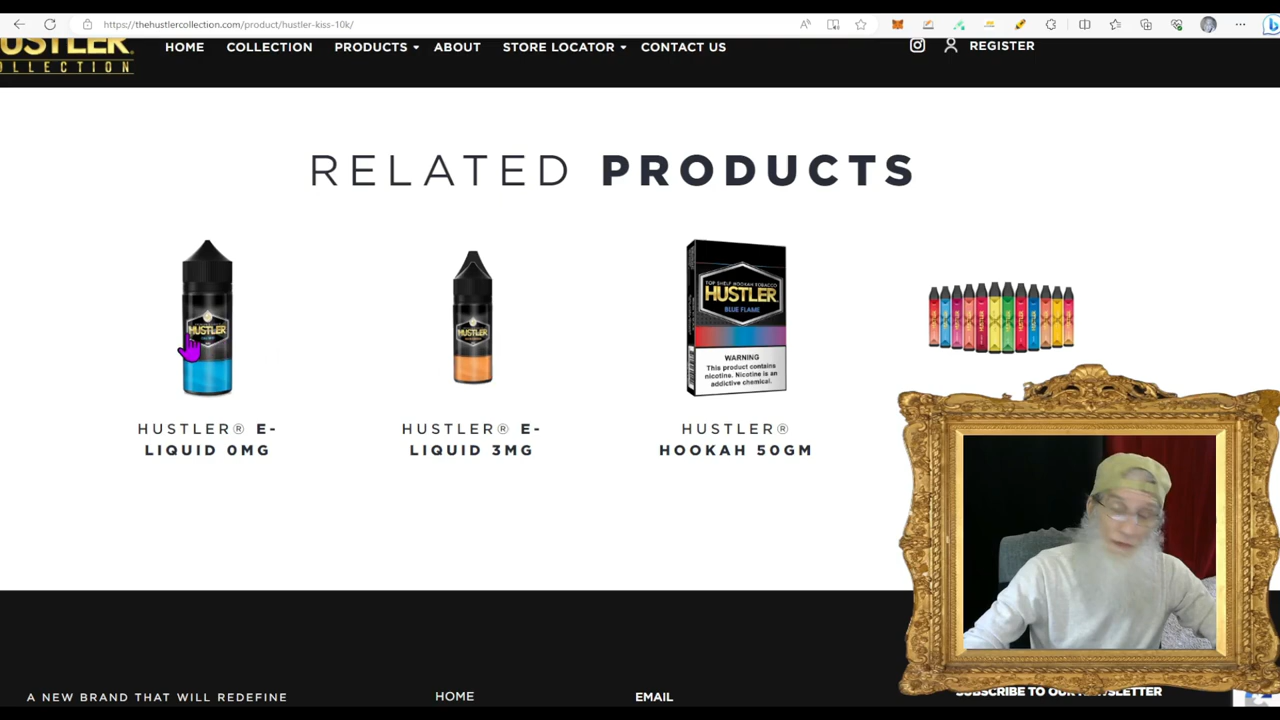 https://thehustlercollection.com/product/hustler-kiss-10k/
HUSTLER
COLLECTION
HOME COLLECTION PRODUCTS ABOUT STORE LOCATOR CONTACT US REGISTER
RELATED PRODUCTS
HUSTLER
HUSTLER
TOP SHELF HOOKAH TOBACCO
HUSTLER
BLUE FLAME
WARNING
This product contains
nicotine. Nicotine is an
addictive chemical.
HUSTLER® E-
LIQUID 0MG
HUSTLER® E-
LIQUID 3MG
HUSTLER®
HOOKAH 50GM
A NEW BRAND THAT WILL REDEFINE
HOME
EMAIL
SUBSCRIBE TO OUR NEWSLETTER